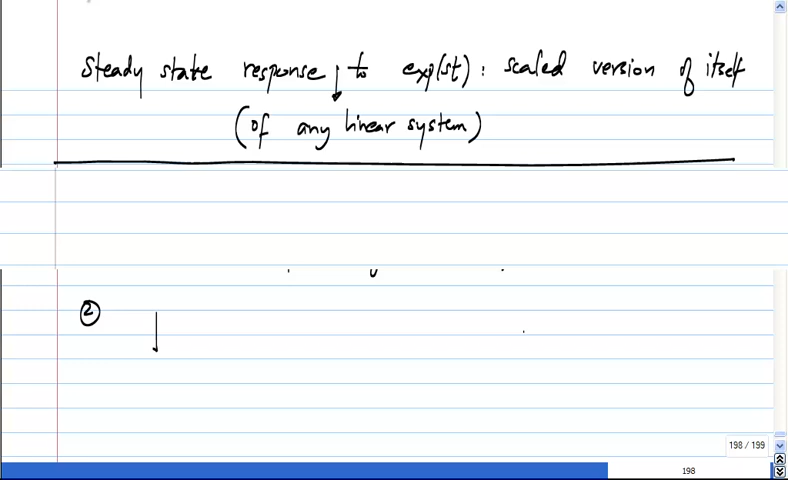 Steady state response to exp(st): scaled version of itself
(of any linear system)
②
198 / 199
198